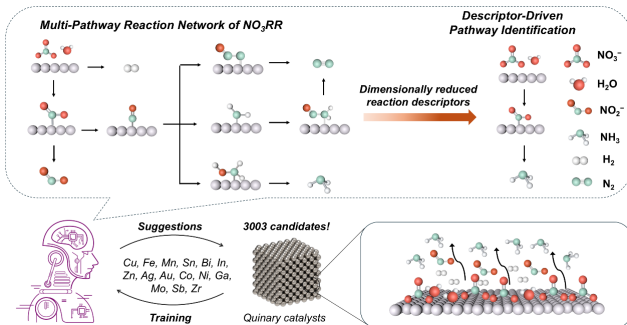 Multi-Pathway Reaction Network of NO₃RR
Descriptor-Driven
Pathway Identification
Dimensionally reduced
reaction descriptors
NO₃⁻
H₂O
NO₂⁻
NH₃
H₂
N₂
Suggestions
Cu, Fe, Mn, Sn, Bi, In,
Zn, Ag, Au, Co, Ni, Ga,
Mo, Sb, Zr
Training
3003 candidates!
Quinary catalysts